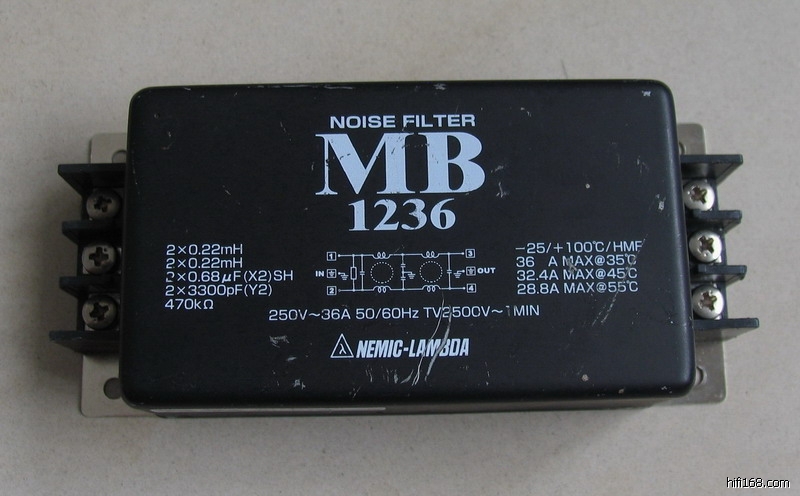 NOISE FILTER
MB
1236
2×0.22mH
2×0.22mH
2×0.68μF(X2)SH
2×3300pF(Y2)
470kΩ
1
3
IN
OUT
2
4
-25/+100℃/HMF
36 A MAX@35℃
32.4A MAX@45℃
28.8A MAX@55℃
250V~36A 50/60Hz TV2500V~1MIN
λ NEMIC-LAMBDA
hifi168.com